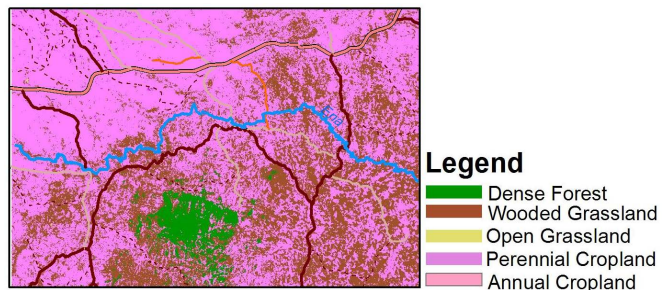 Legend
Dense Forest
Wooded Grassland
Open Grassland
Perennial Cropland
Annual Cropland